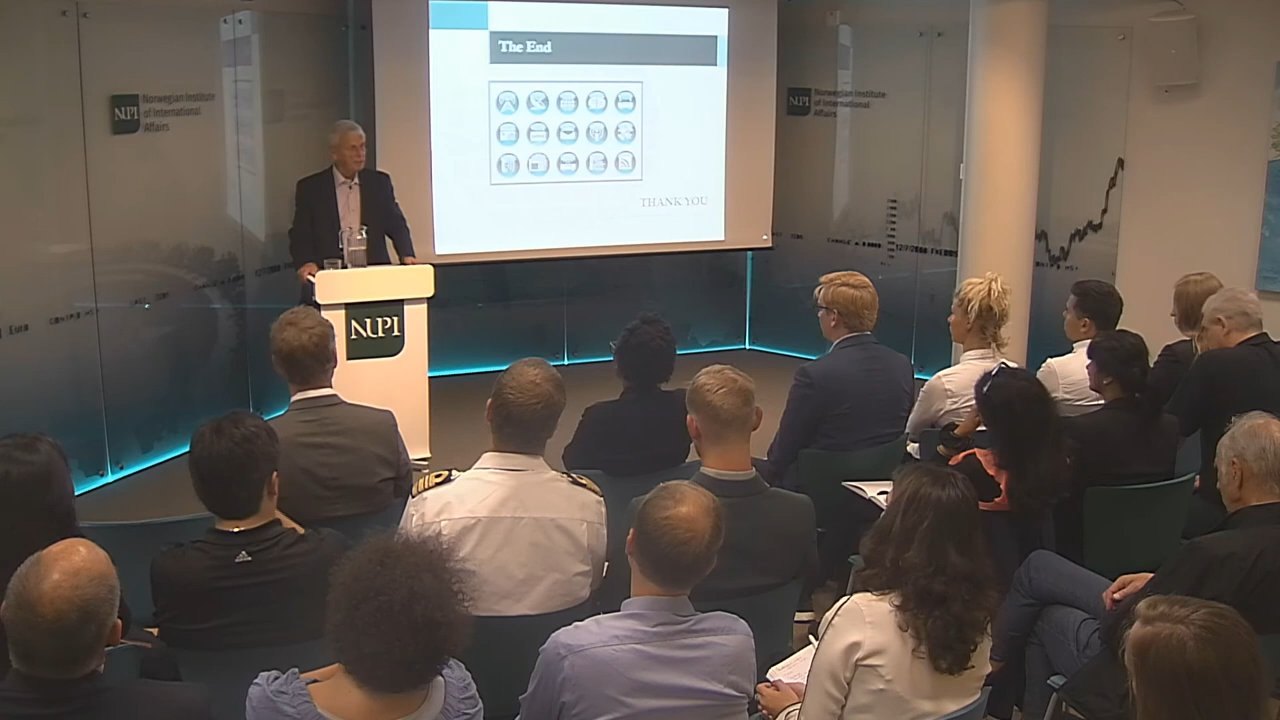 The End
THANK YOU
NUPI
Norwegian Institute
of International
Affairs
NUPI
Norwegian Institute
of International
Affairs
NUPI